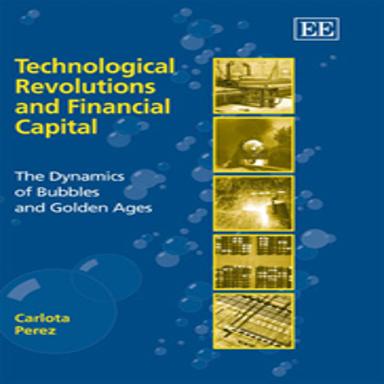 EE
Technological
Revolutions
and Financial
Capital
The Dynamics
of Bubbles
and Golden Ages
Carlota
Perez